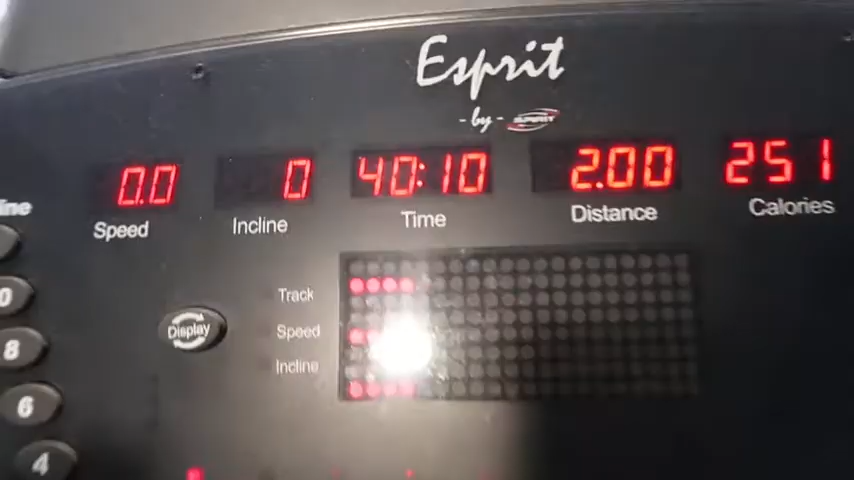 Esprit
- by - SPIRIT
0.0 0 40:10 2.00 251
Speed Incline Time Distance Calories
Track
Display
Speed
Incline
8
6
4